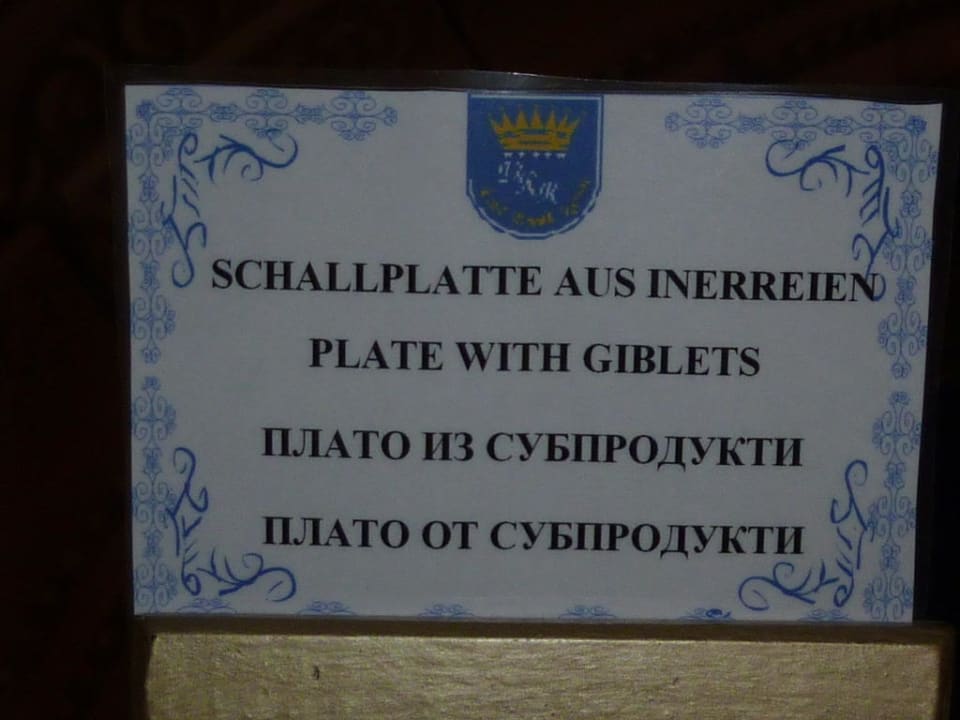 SCHALLPLATTE AUS INERREIEN
PLATE WITH GIBLETS
ПЛАТО ИЗ СУБПРОДУКТИ
ПЛАТО ОТ СУБПРОДУКТИ